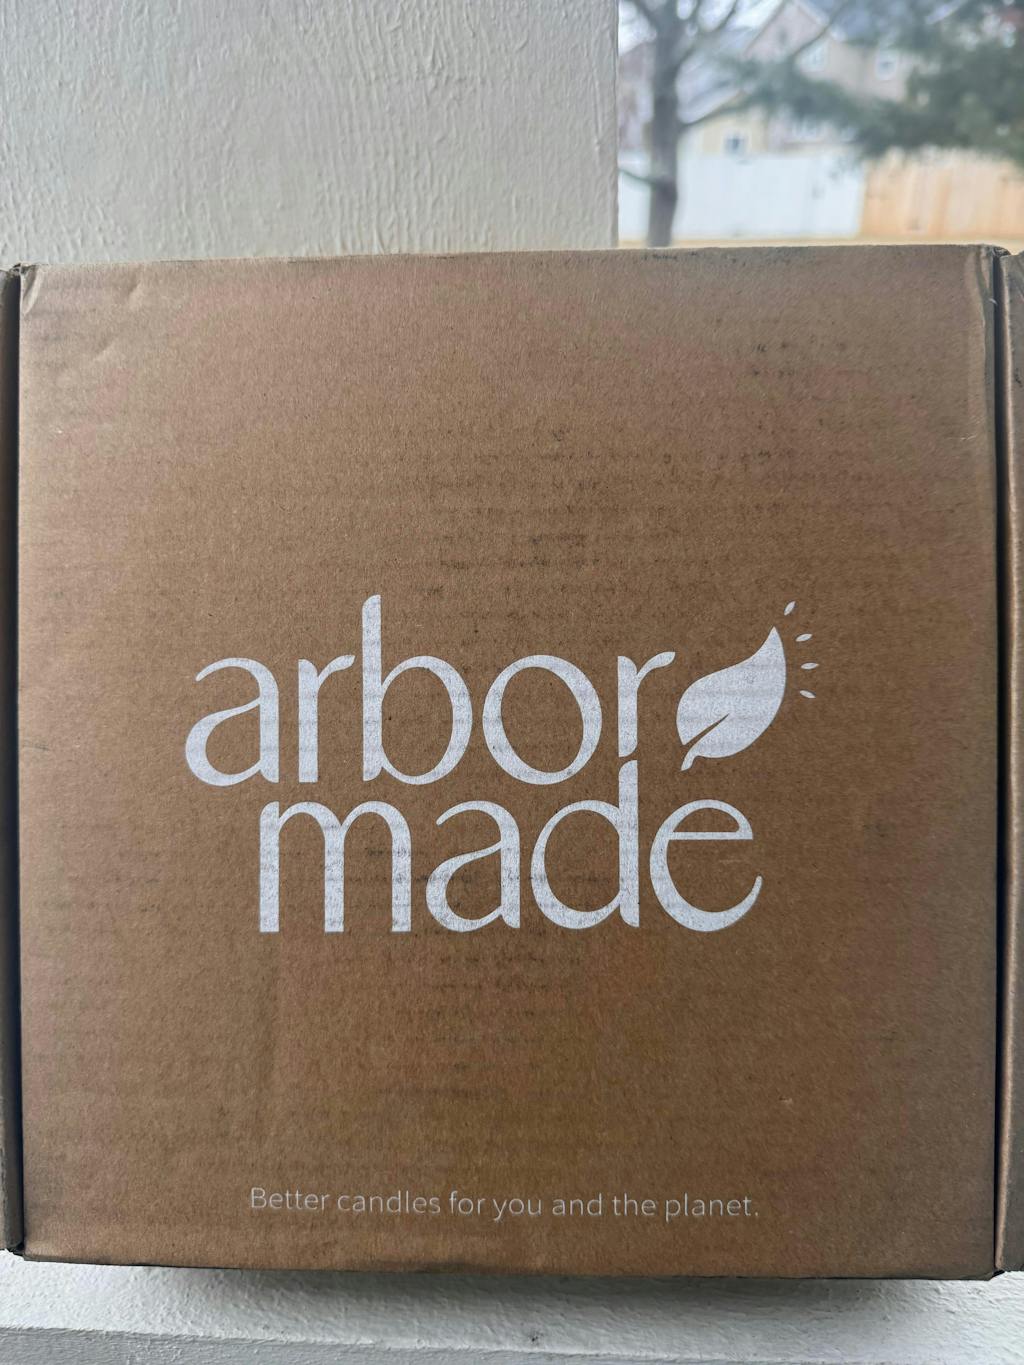 arbor
made
Better candles for you and the planet.